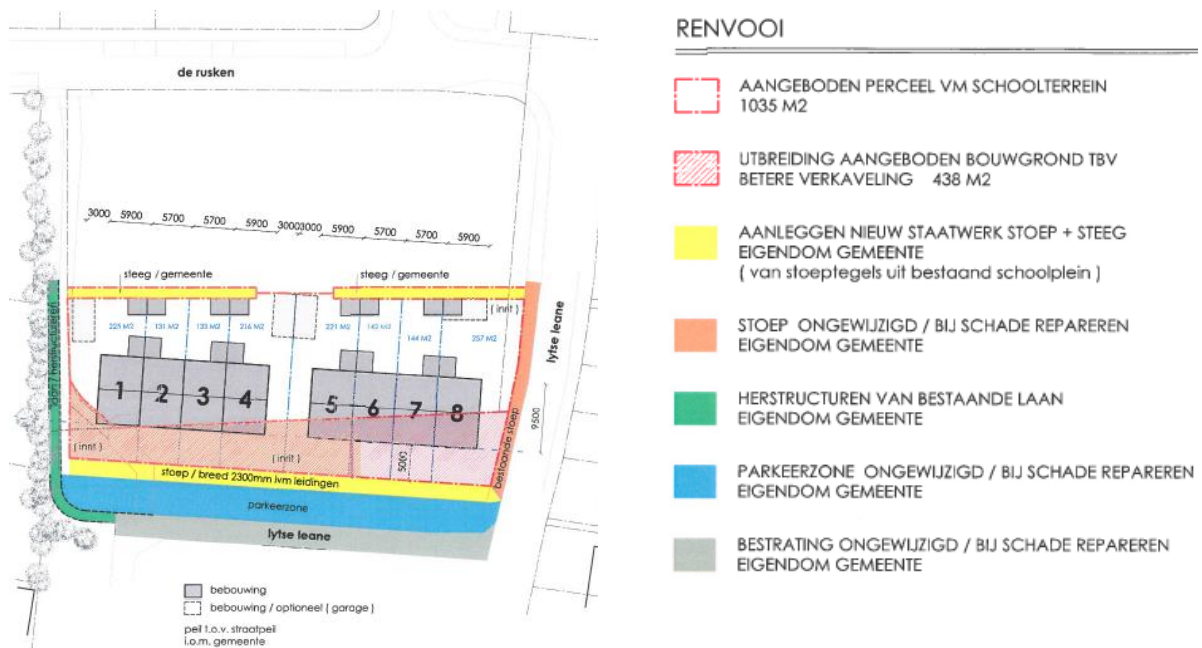 de rusken
3000 5900 5700 5700 5900 3000 3000 5900 5700 5700 5900
steeg / gemeente
steeg / gemeente
( inrit )
225 M2
131 M2
216 M2
221 M2
144 M2
257 M2
lytse leane
1 2 3 4
5 6 7 8
9500
bestaande stoep
laan / herstructureren
( inrit )
( inrit )
5000
stoep / breed 2300mm ivm leidingen
parkeerzone
lytse leane
bebouwing
bebouwing / optioneel ( garage )
peil t.o.v. straatpeil
i.o.m. gemeente
RENVOOI
AANGEBODEN PERCEEL VM SCHOOLTERREIN
1035 M2
UTBREIDING AANGEBODEN BOUWGROND TBV
BETERE VERKAVELING 438 M2
AANLEGGEN NIEUW STAATWERK STOEP + STEEG
EIGENDOM GEMEENTE
( van stoeptegels uit bestaand schoolplein )
STOEP ONGEWIJZIGD / BIJ SCHADE REPAREREN
EIGENDOM GEMEENTE
HERSTRUCTUREN VAN BESTAANDE LAAN
EIGENDOM GEMEENTE
PARKEERZONE ONGEWIJZIGD / BIJ SCHADE REPAREREN
EIGENDOM GEMEENTE
BESTRATING ONGEWIJZIGD / BIJ SCHADE REPAREREN
EIGENDOM GEMEENTE